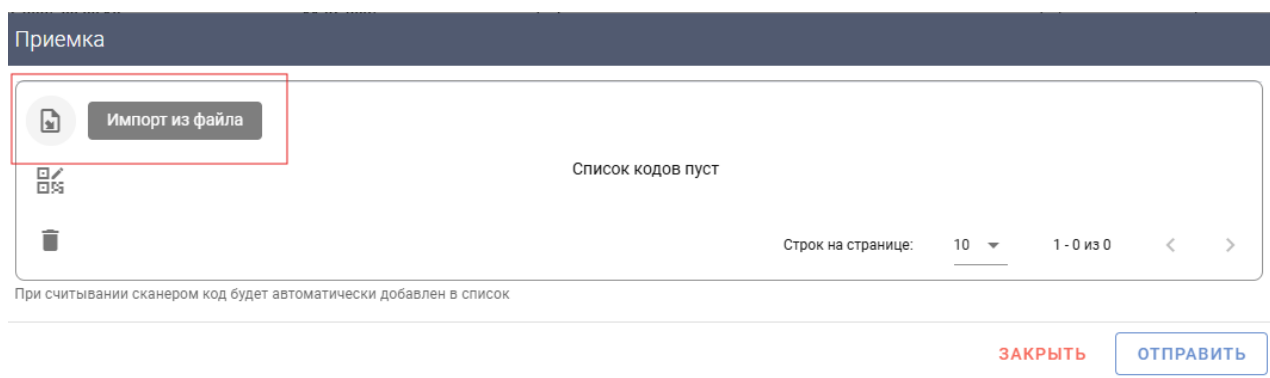 Приемка
Импорт из файла
Список кодов пуст
Строк на странице: 10 1 - 0 из 0
При считывании сканером код будет автоматически добавлен в список
ЗАКРЫТЬ ОТПРАВИТЬ